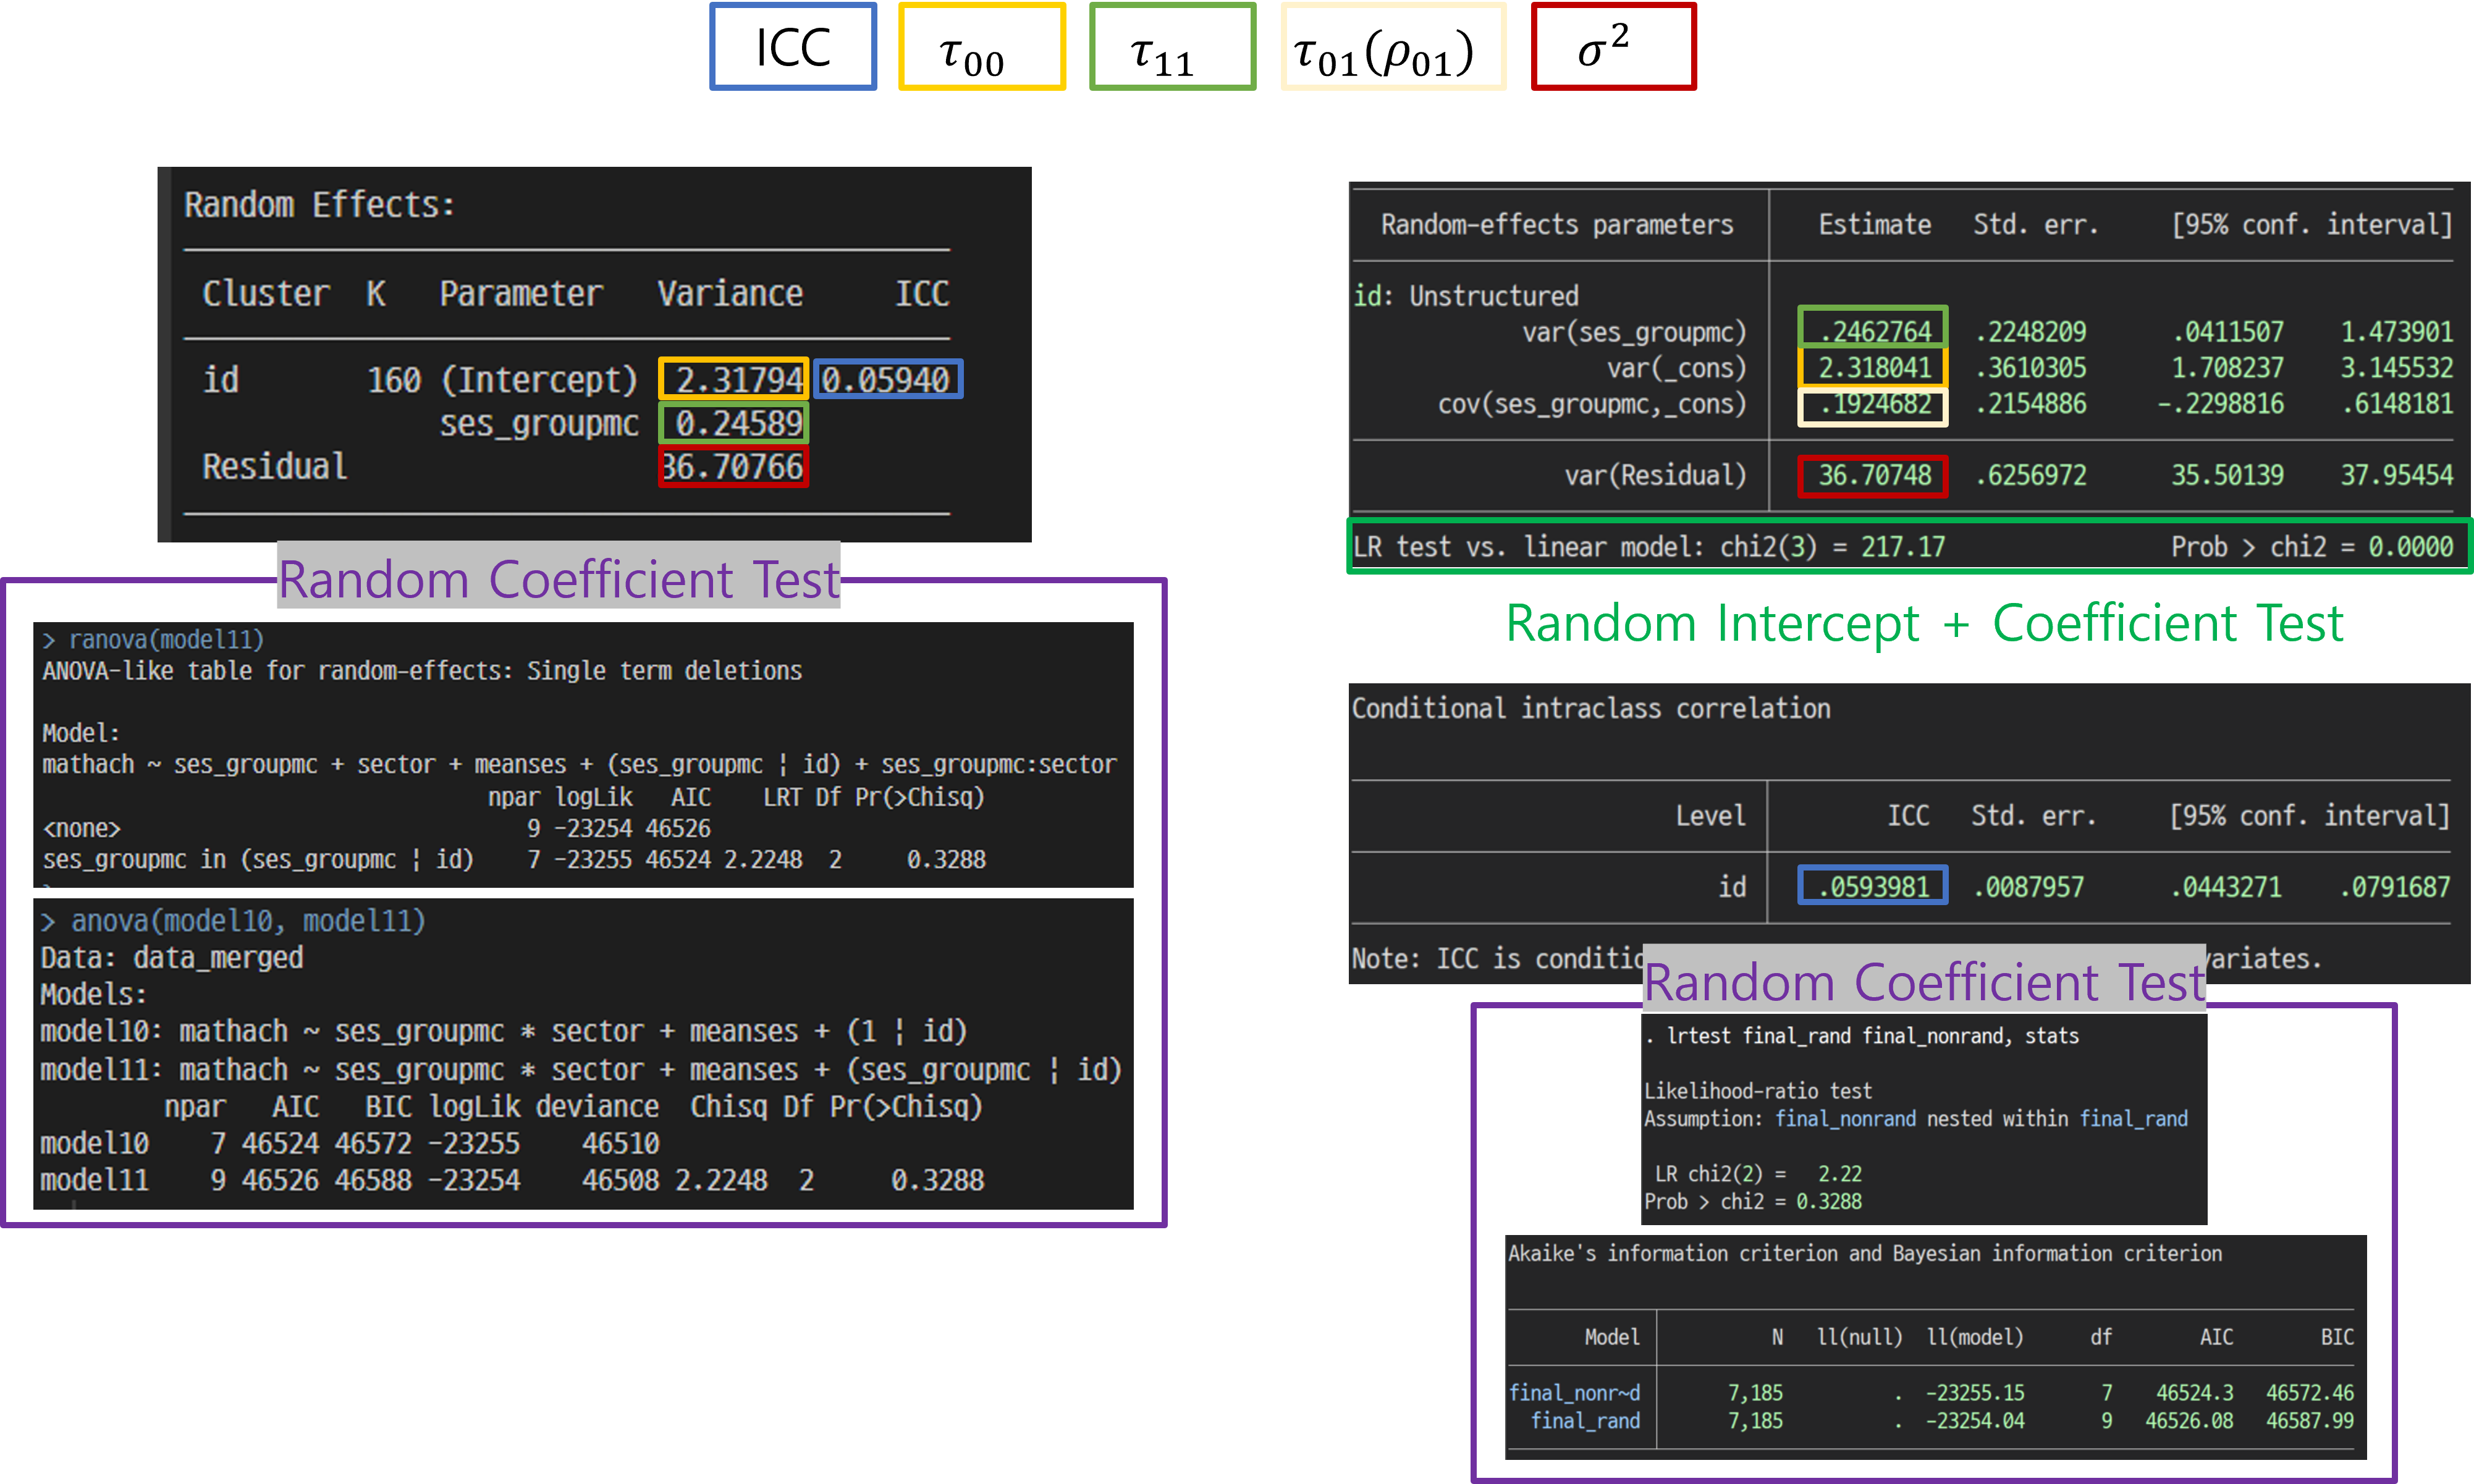 ICC τ₀₀ τ₁₁ τ₀₁(ρ₀₁) σ²
Random Effects:
Cluster K Parameter Variance ICC
id 160 (Intercept) 2.31794 0.05940
ses_groupmc 0.24589
Residual 36.70766
Random Coefficient Test
> ranova(model11)
ANOVA-like table for random-effects: Single term deletions
Model:
mathach ~ ses_groupmc + sector + meanses + (ses_groupmc | id) + ses_groupmc:sector
npar logLik AIC LRT Df Pr(>Chisq)
<none> 9 -23254 46526
ses_groupmc in (ses_groupmc | id) 7 -23255 46524 2.2248 2 0.3288
> anova(model10, model11)
Data: data_merged
Models:
model10: mathach ~ ses_groupmc * sector + meanses + (1 | id)
model11: mathach ~ ses_groupmc * sector + meanses + (ses_groupmc | id)
npar AIC BIC logLik deviance Chisq Df Pr(>Chisq)
model10 7 46524 46572 -23255 46510
model11 9 46526 46588 -23254 46508 2.2248 2 0.3288
Random-effects parameters Estimate Std. err. [95% conf. interval]
id: Unstructured
var(ses_groupmc) .2462764 .2248209 .0411507 1.473901
var(_cons) 2.318041 .3610305 1.708237 3.145532
cov(ses_groupmc,_cons) .1924682 .2154886 -.2298816 .6148181
var(Residual) 36.70748 .6256972 35.50139 37.95454
LR test vs. linear model: chi2(3) = 217.17 Prob > chi2 = 0.0000
Random Intercept + Coefficient Test
Conditional intraclass correlation
Level ICC Std. err. [95% conf. interval]
id .0593981 .0087957 .0443271 .0791687
Note: ICC is conditio variates.
Random Coefficient Test
. lrtest final_rand final_nonrand, stats
Likelihood-ratio test
Assumption: final_nonrand nested within final_rand
LR chi2(2) = 2.22
Prob > chi2 = 0.3288
Akaike's information criterion and Bayesian information criterion
Model N ll(null) ll(model) df AIC BIC
final_nonr~d 7,185 . -23255.15 7 46524.3 46572.46
final_rand 7,185 . -23254.04 9 46526.08 46587.99